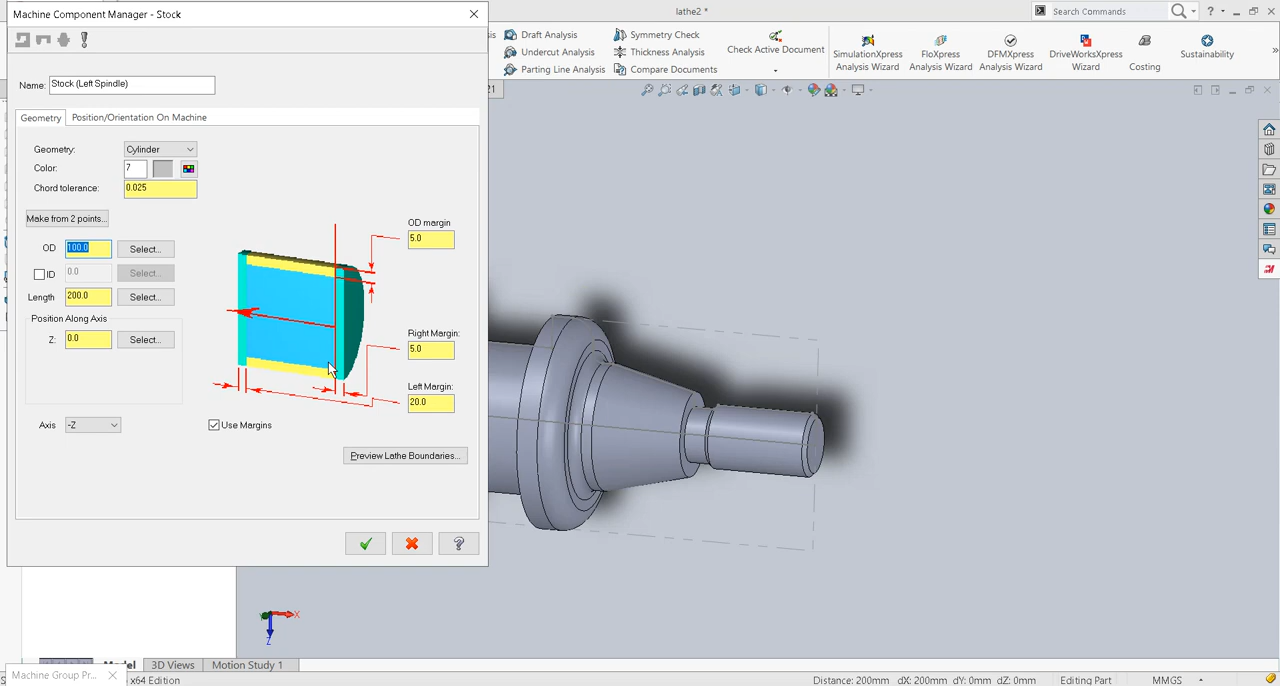 Machine Component Manager - Stock
lathe2 *
Search Commands
Draft Analysis
Symmetry Check
Undercut Analysis
Thickness Analysis
Parting Line Analysis
Compare Documents
Check Active Document
SimulationXpress Analysis Wizard
FloXpress Analysis Wizard
DFMXpress Analysis Wizard
DriveWorksXpress Wizard
Costing
Sustainability
Name: Stock (Left Spindle)
21
Geometry
Position/Orientation On Machine
Geometry: Cylinder
Color: 7
Chord tolerance: 0.025
Make from 2 points...
OD 100.0 Select...
ID 0.0 Select...
Length 200.0 Select...
Position Along Axis
Z: 0.0 Select...
Axis -Z
Use Margins
OD margin
5.0
Right Margin:
5.0
Left Margin:
20.0
Preview Lathe Boundaries...
X
Z
Model
3D Views
Motion Study 1
Machine Group Pr...
x64 Edition
Distance: 200mm dX: 200mm dY: 0mm dZ: 0mm
Editing Part
MMGS